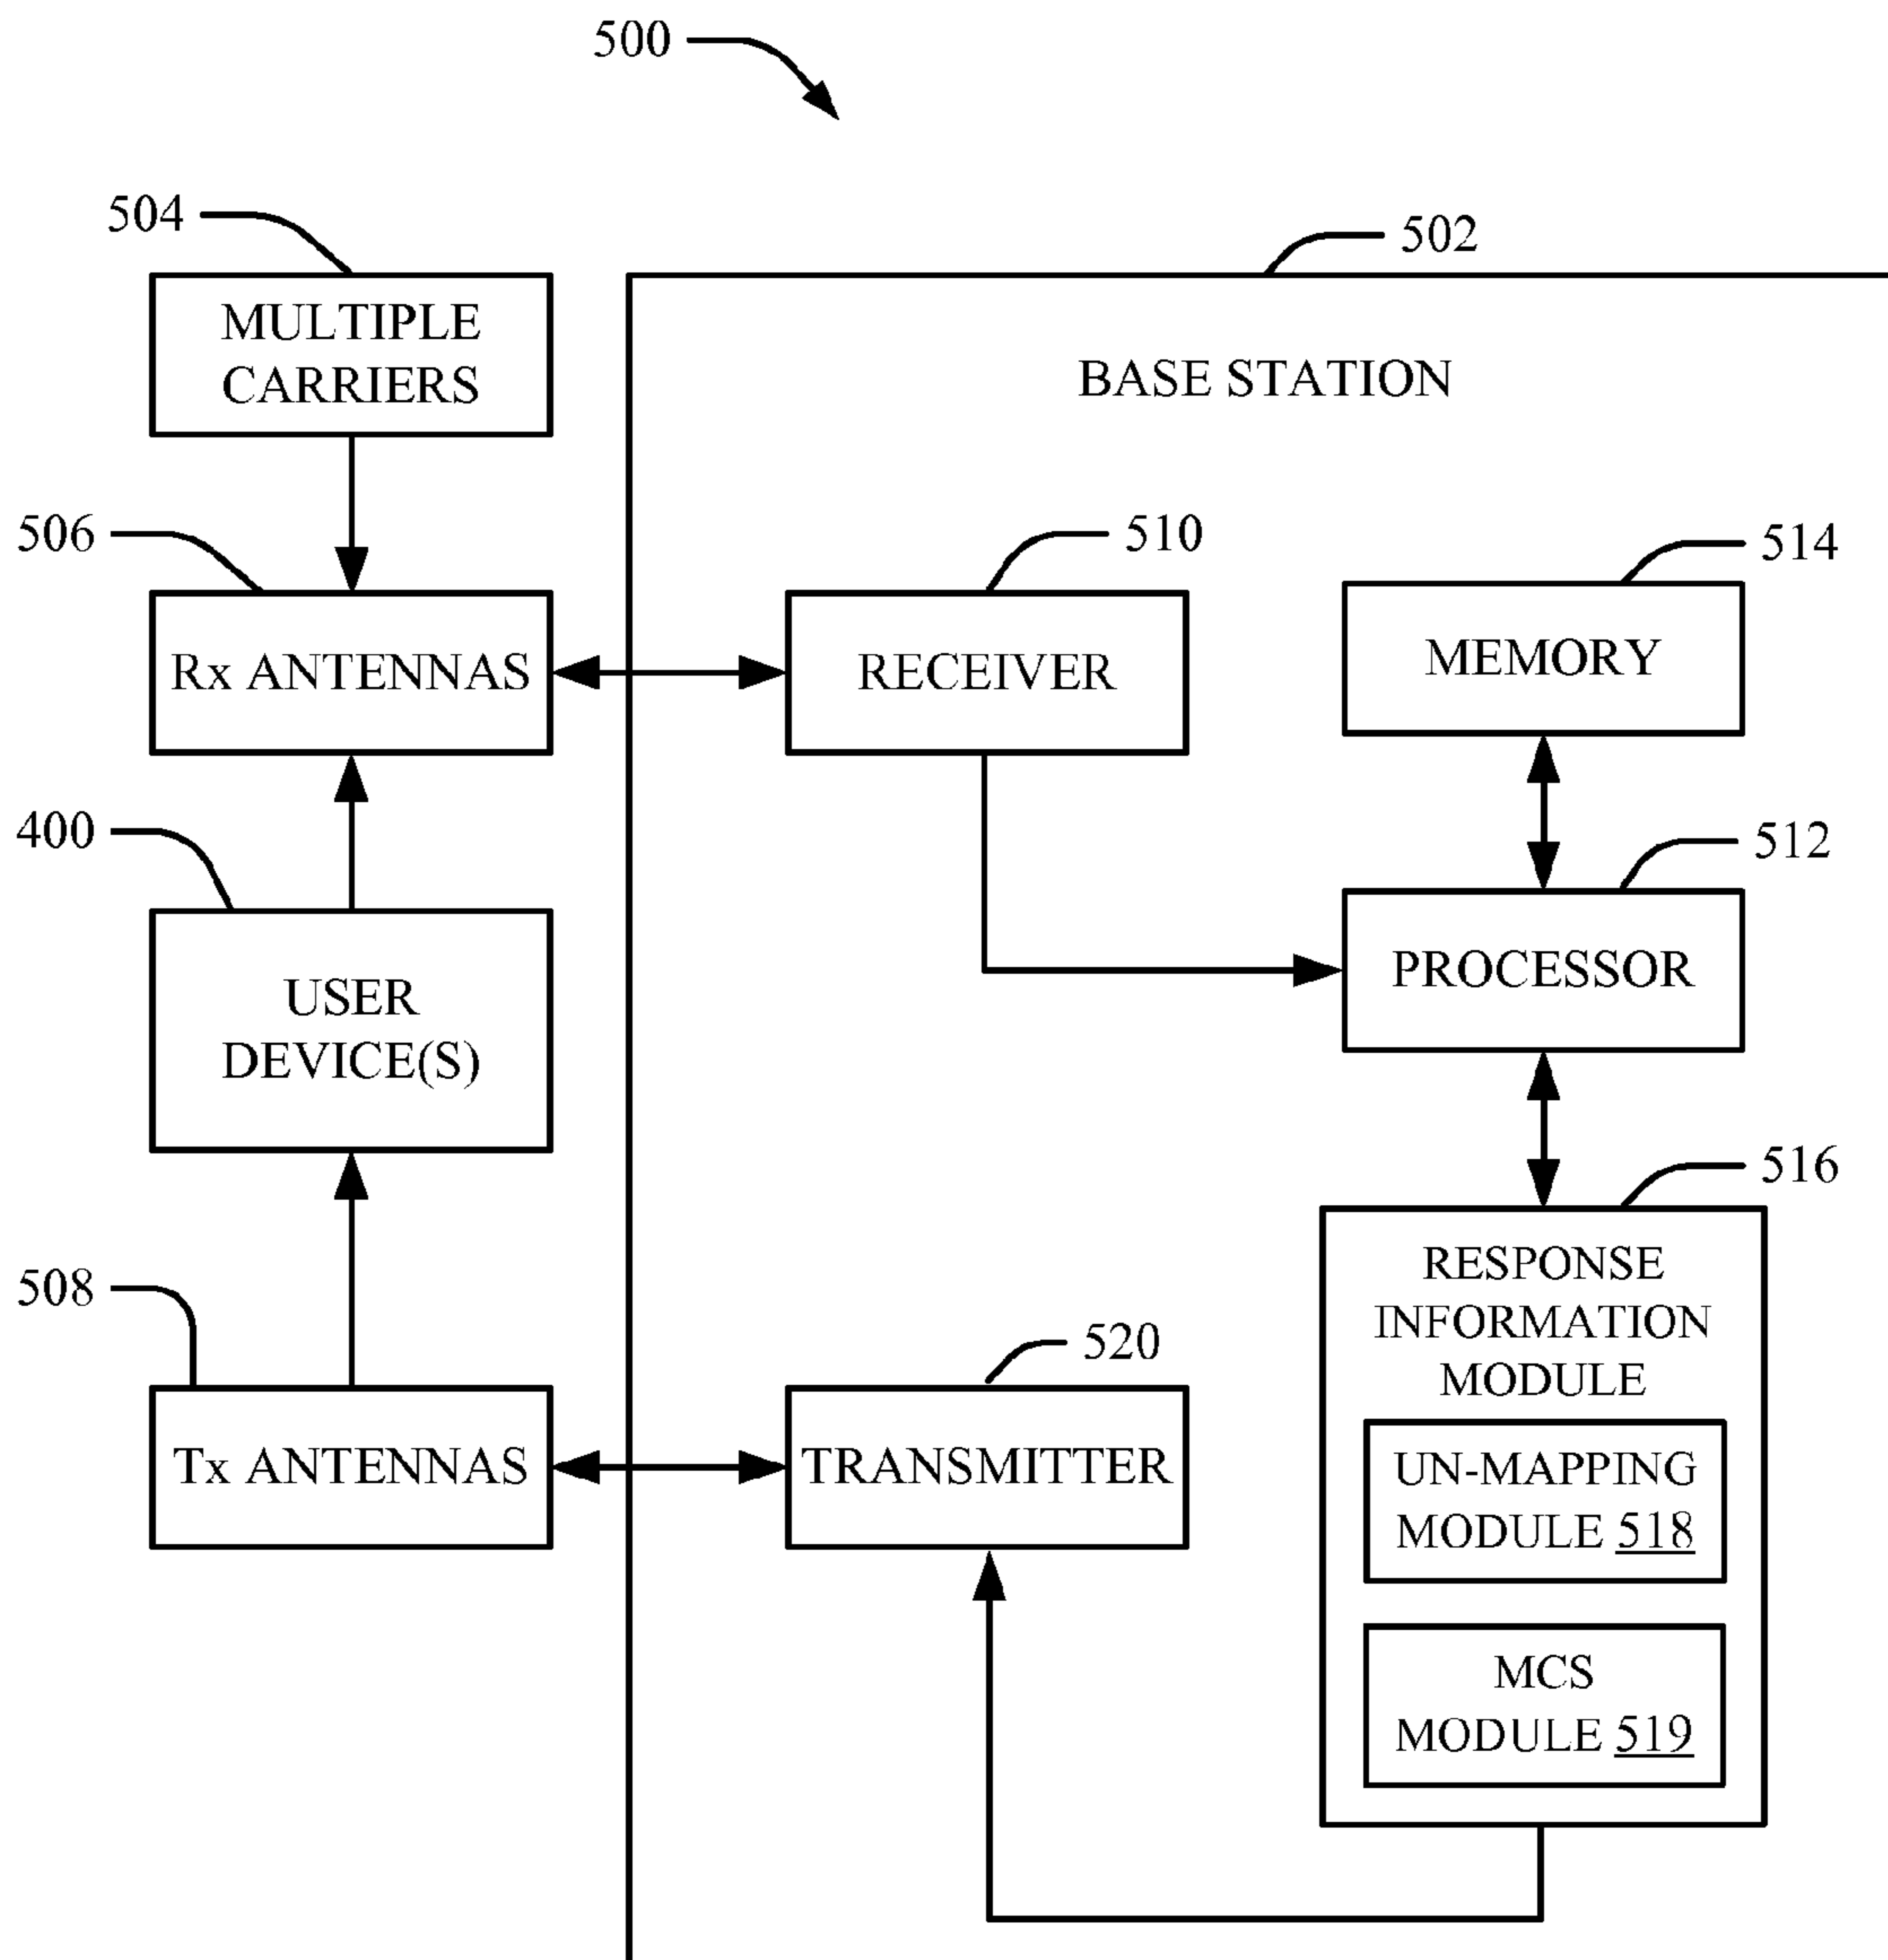 500
504
502
MULTIPLE
CARRIERS
BASE STATION
506
510
514
Rx ANTENNAS
RECEIVER
MEMORY
400
512
USER
DEVICE(S)
PROCESSOR
516
508
520
RESPONSE
INFORMATION
MODULE
Tx ANTENNAS
TRANSMITTER
UN-MAPPING
MODULE 518
MCS
MODULE 519